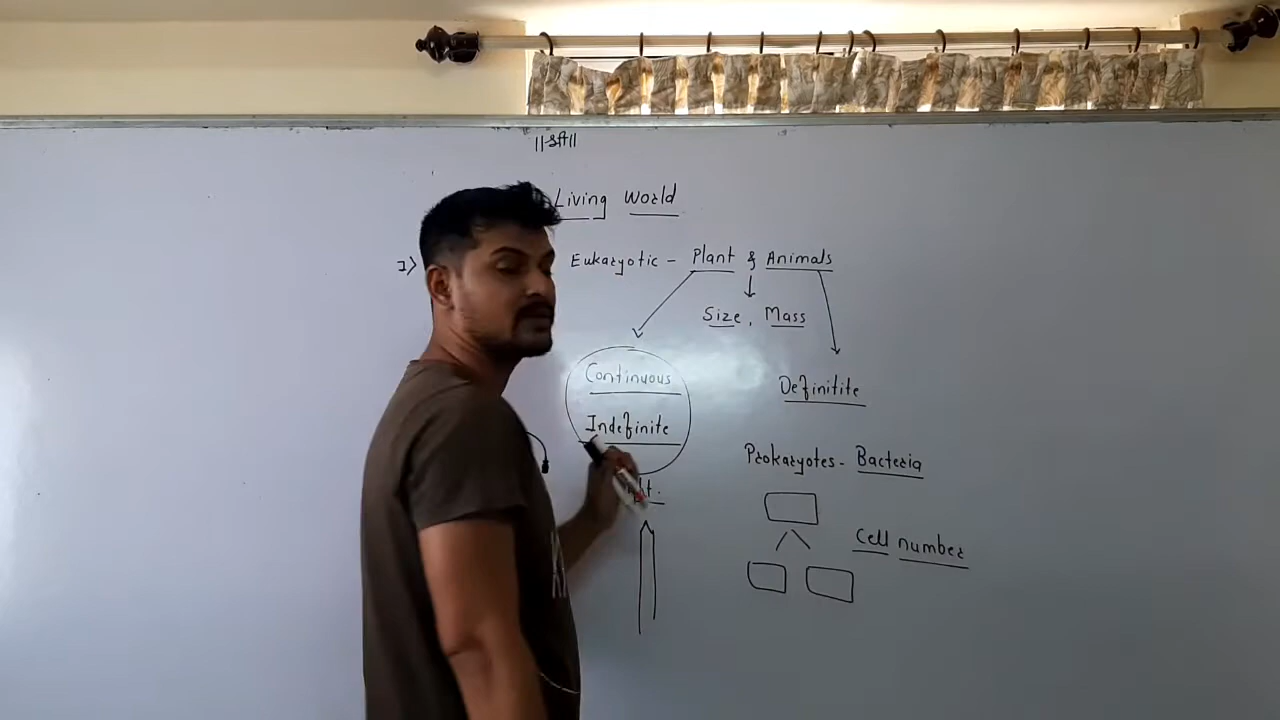 ||श्री||
Living World
I> Eukaryotic - Plant & Animals
Size, Mass
Continuous
Indefinite
Definitite
Prokaryotes - Bacteria
Cell number